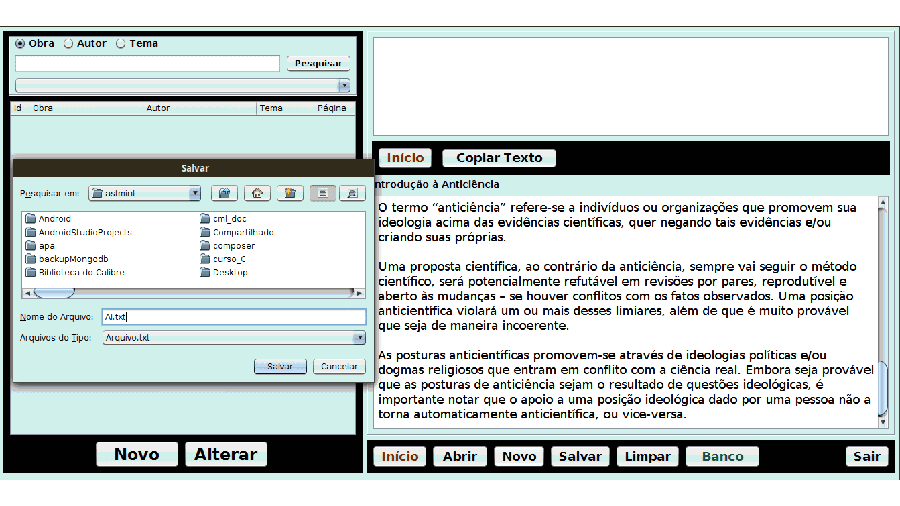 Obra Autor Tema
Pesquisar
Id Obra Autor Tema Página
Salvar
Pesquisar em: astmint
Android cml_doc
AndroidStudioProjects Compartilhado
apa composer
backupMongodb curso_C
Biblioteca do Calibre Desktop
Nome do Arquivo: AI.txt
Arquivos do Tipo: Arquivo.txt
Salvar Cancelar
Novo Alterar
Início Copiar Texto
ntrodução à Anticiência
O termo “anticiência” refere-se a indivíduos ou organizações que promovem sua
ideologia acima das evidências científicas, quer negando tais evidências e/ou
criando suas próprias.
Uma proposta científica, ao contrário da anticiência, sempre vai seguir o método
científico, será potencialmente refutável em revisões por pares, reprodutível e
aberto às mudanças – se houver conflitos com os fatos observados. Uma posição
anticientífica violará um ou mais desses limiares, além de que é muito provável
que seja de maneira incoerente.
As posturas anticientíficas promovem-se através de ideologias políticas e/ou
dogmas religiosos que entram em conflito com a ciência real. Embora seja provável
que as posturas de anticiência sejam o resultado de questões ideológicas, é
importante notar que o apoio a uma posição ideológica dado por uma pessoa não a
torna automaticamente anticientífica, ou vice-versa.
Início Abrir Novo Salvar Limpar Banco Sair